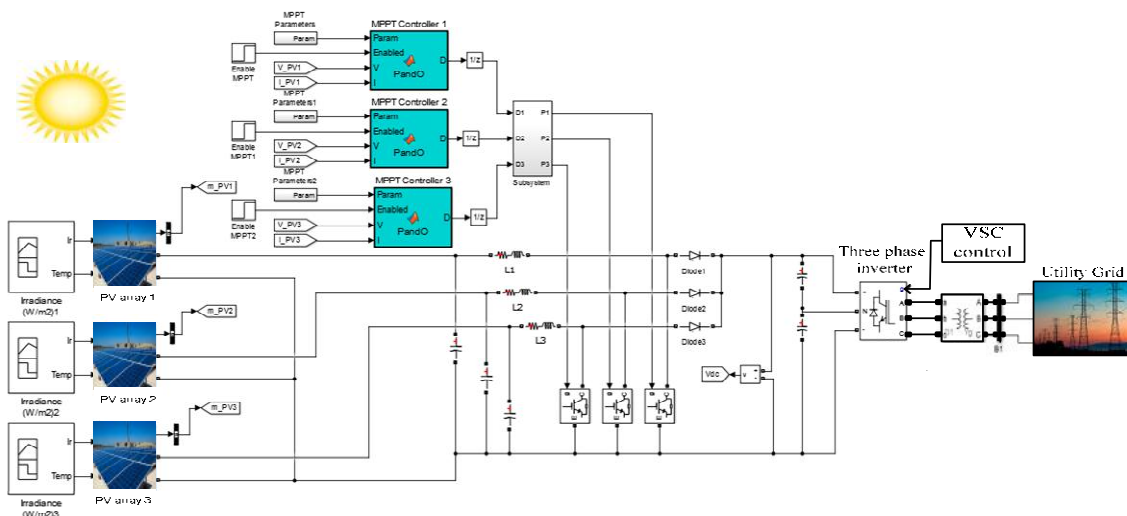 MPPT
Parameters
Param
Enable
MPPT
V_PV1
I_PV1
MPPT Controller 1
Param
Enabled
V
I
D
PandO
1/z
MPPT
Parameters1
Param
Enable
MPPT1
V_PV2
I_PV2
MPPT Controller 2
Param
Enabled
V
I
D
PandO
1/z
MPPT
Parameters2
Param
Enable
MPPT2
V_PV3
I_PV3
MPPT Controller 3
Param
Enabled
V
I
D
PandO
1/z
D1
D2
D3
P1
P2
P3
Subsystem
m_PV1
Ir
Temp
Irradiance
(W/m2)1
PV array 1
m_PV2
Ir
Temp
Irradiance
(W/m2)2
PV array 2
m_PV3
Ir
Temp
Irradiance
(W/m2)3
PV array 3
L1
L2
L3
Diode1
Diode2
Diode3
g
C
E
g
C
E
g
C
E
Vdc
v
+
-
Three phase
inverter
VSC
control
g
N
A
B
C
a
b
A
B
C
B1
Utility Grid